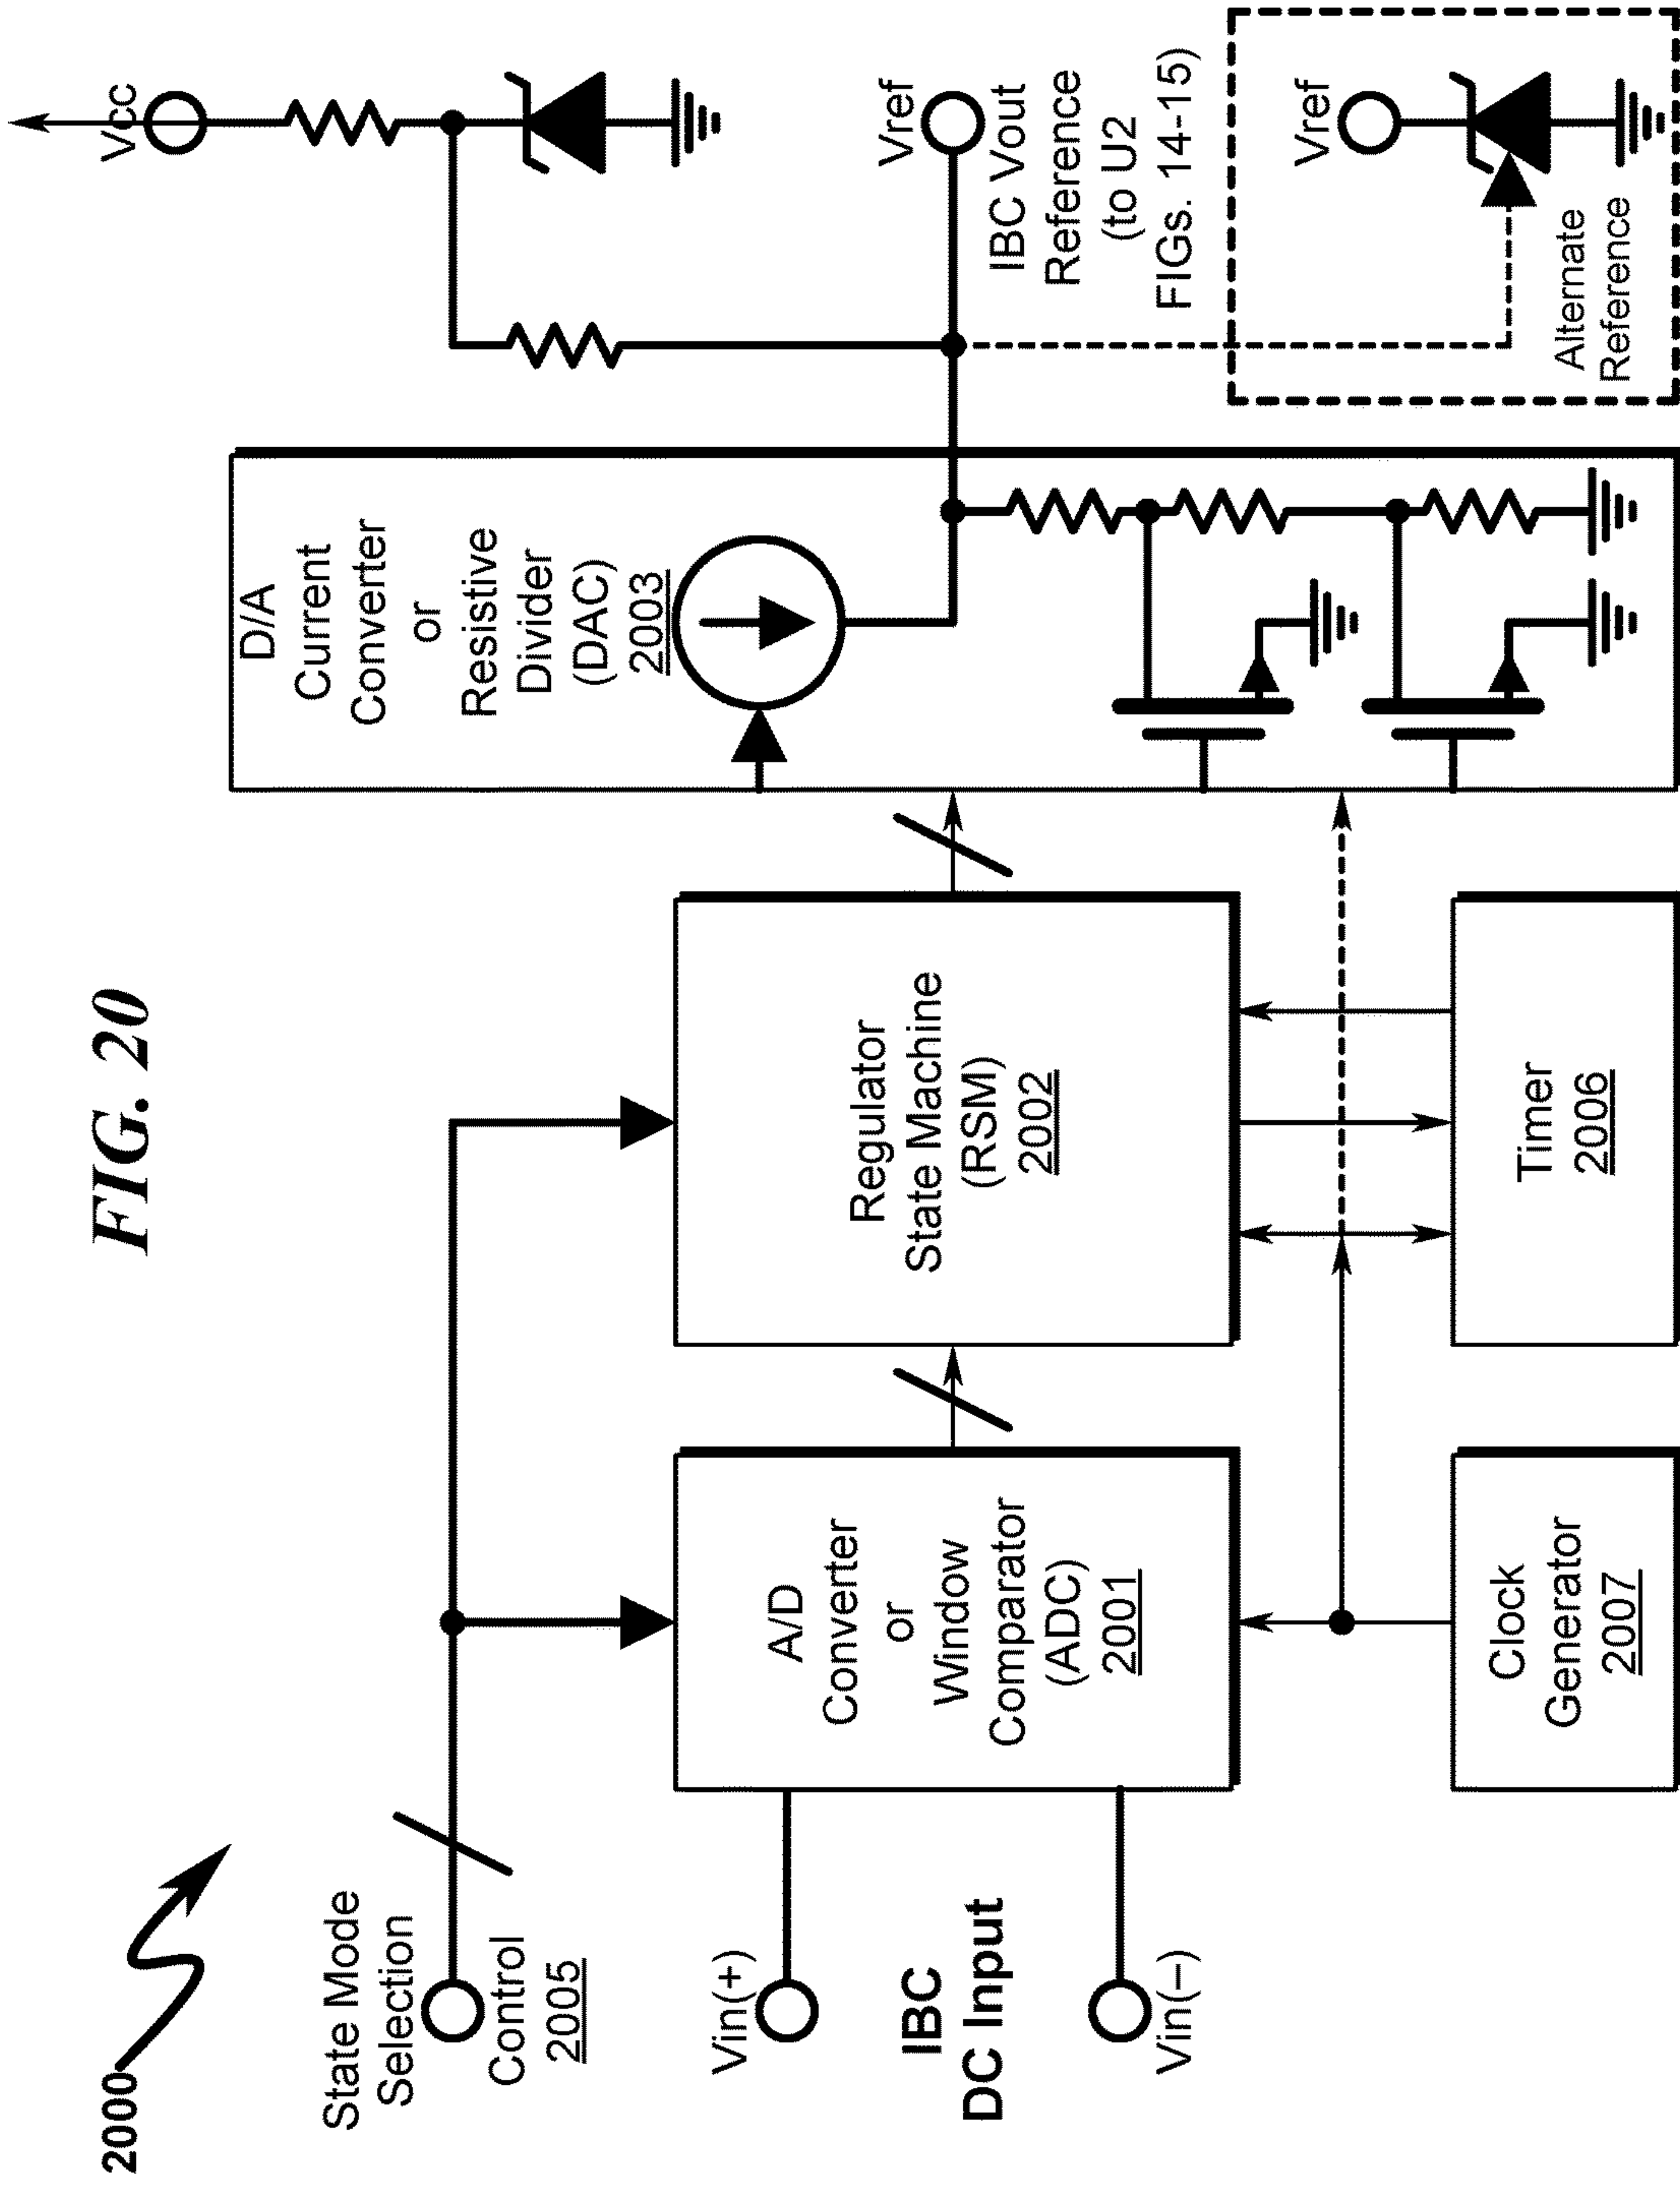 FIG. 20
2000
State Mode
Selection
Control
2005
Vin(+)
IBC
DC Input
Vin(–)
A/D
Converter
or
Window
Comparator
(ADC)
2001
Clock
Generator
2007
Regulator
State Machine
(RSM)
2002
Timer
2006
D/A
Current
Converter
or
Resistive
Divider
(DAC)
2003
Vcc
Vref
IBC Vout
Reference
(to U2
FIGs. 14-15)
Vref
Alternate
Reference